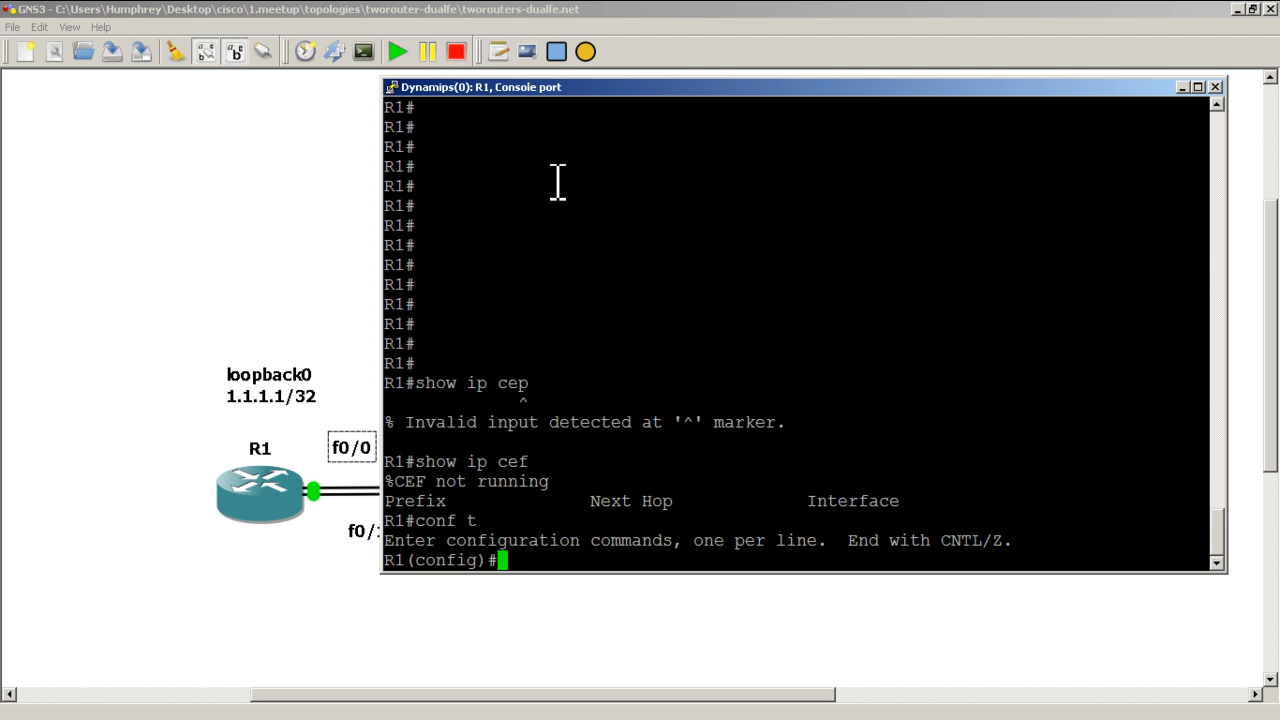 GNS3 - C:\Users\Humphrey\Desktop\cisco\1.meetup\topologies\tworouter-dualfe\tworouters-dualfe.net
File Edit View Help
Dynamips(0): R1, Console port
R1#
R1#
R1#
R1#
R1#
R1#
R1#
R1#
R1#
R1#
R1#
R1#
R1#
R1#
R1#show ip cep
^
% Invalid input detected at '^' marker.
R1#show ip cef
%CEF not running
Prefix Next Hop Interface
R1#conf t
Enter configuration commands, one per line. End with CNTL/Z.
R1(config)#
loopback0
1.1.1.1/32
R1
f0/0
f0/